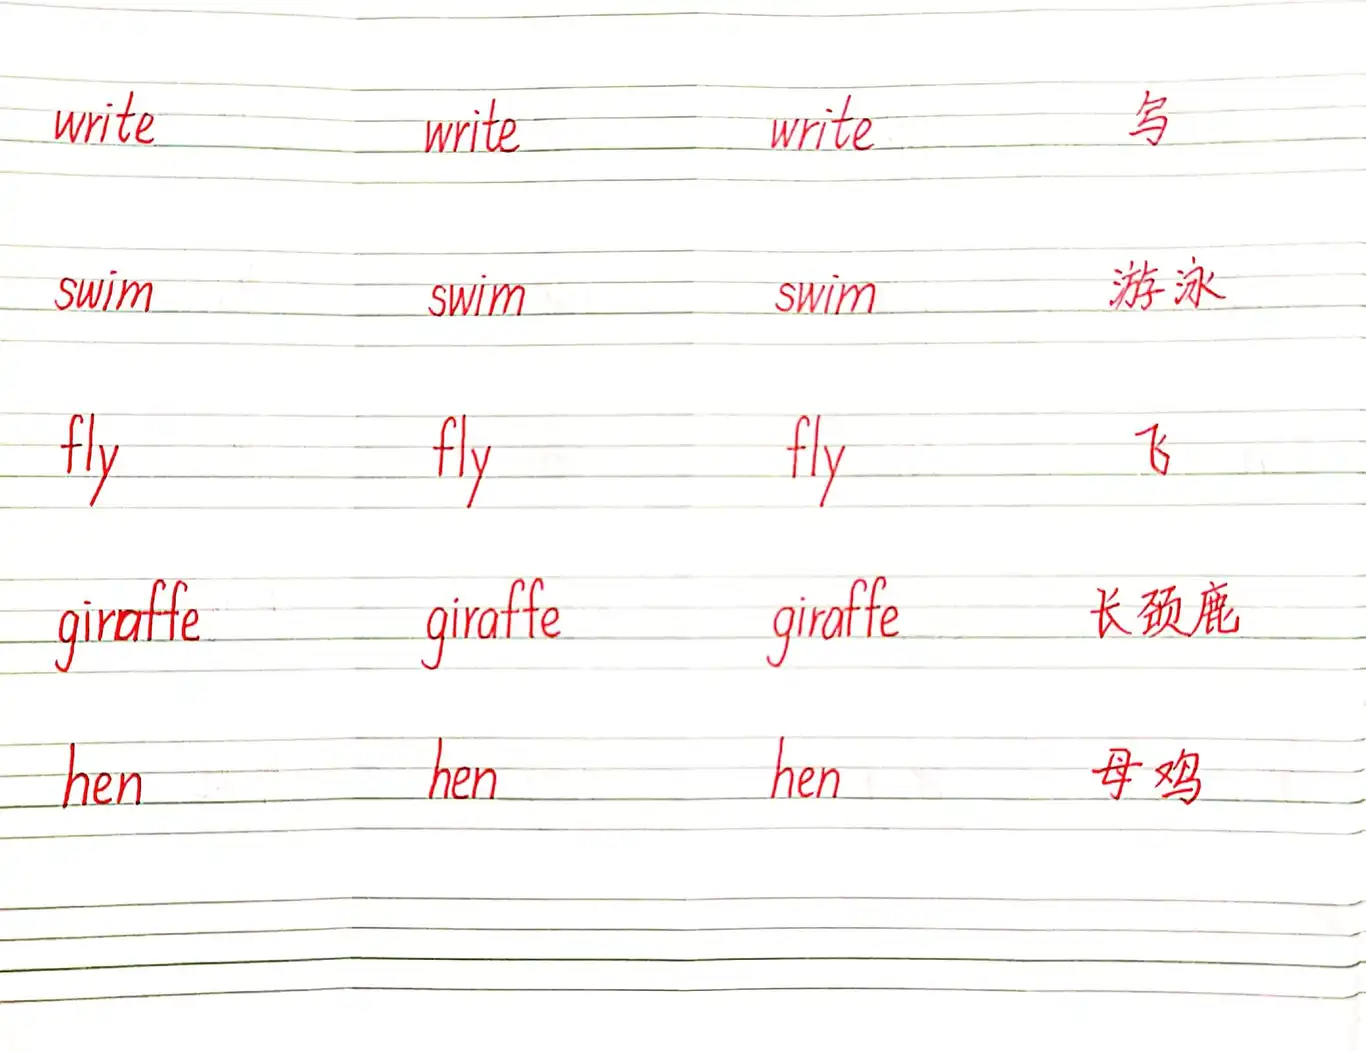 write write write 乌
swim swim swim 游泳
fly fly fly 飞
giraffe giraffe giraffe 长颈鹿
hen hen hen 母鸡